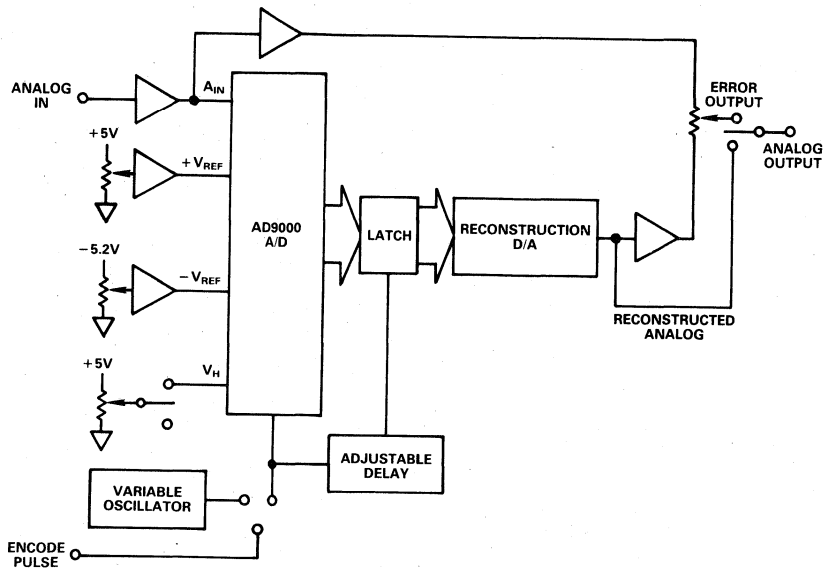 ANALOG
IN
A_IN
ERROR
OUTPUT
ANALOG
OUTPUT
+5V
+V_REF
AD9000
A/D
LATCH
RECONSTRUCTION
D/A
−5.2V
−V_REF
RECONSTRUCTED
ANALOG
+5V
V_H
ADJUSTABLE
DELAY
VARIABLE
OSCILLATOR
ENCODE
PULSE